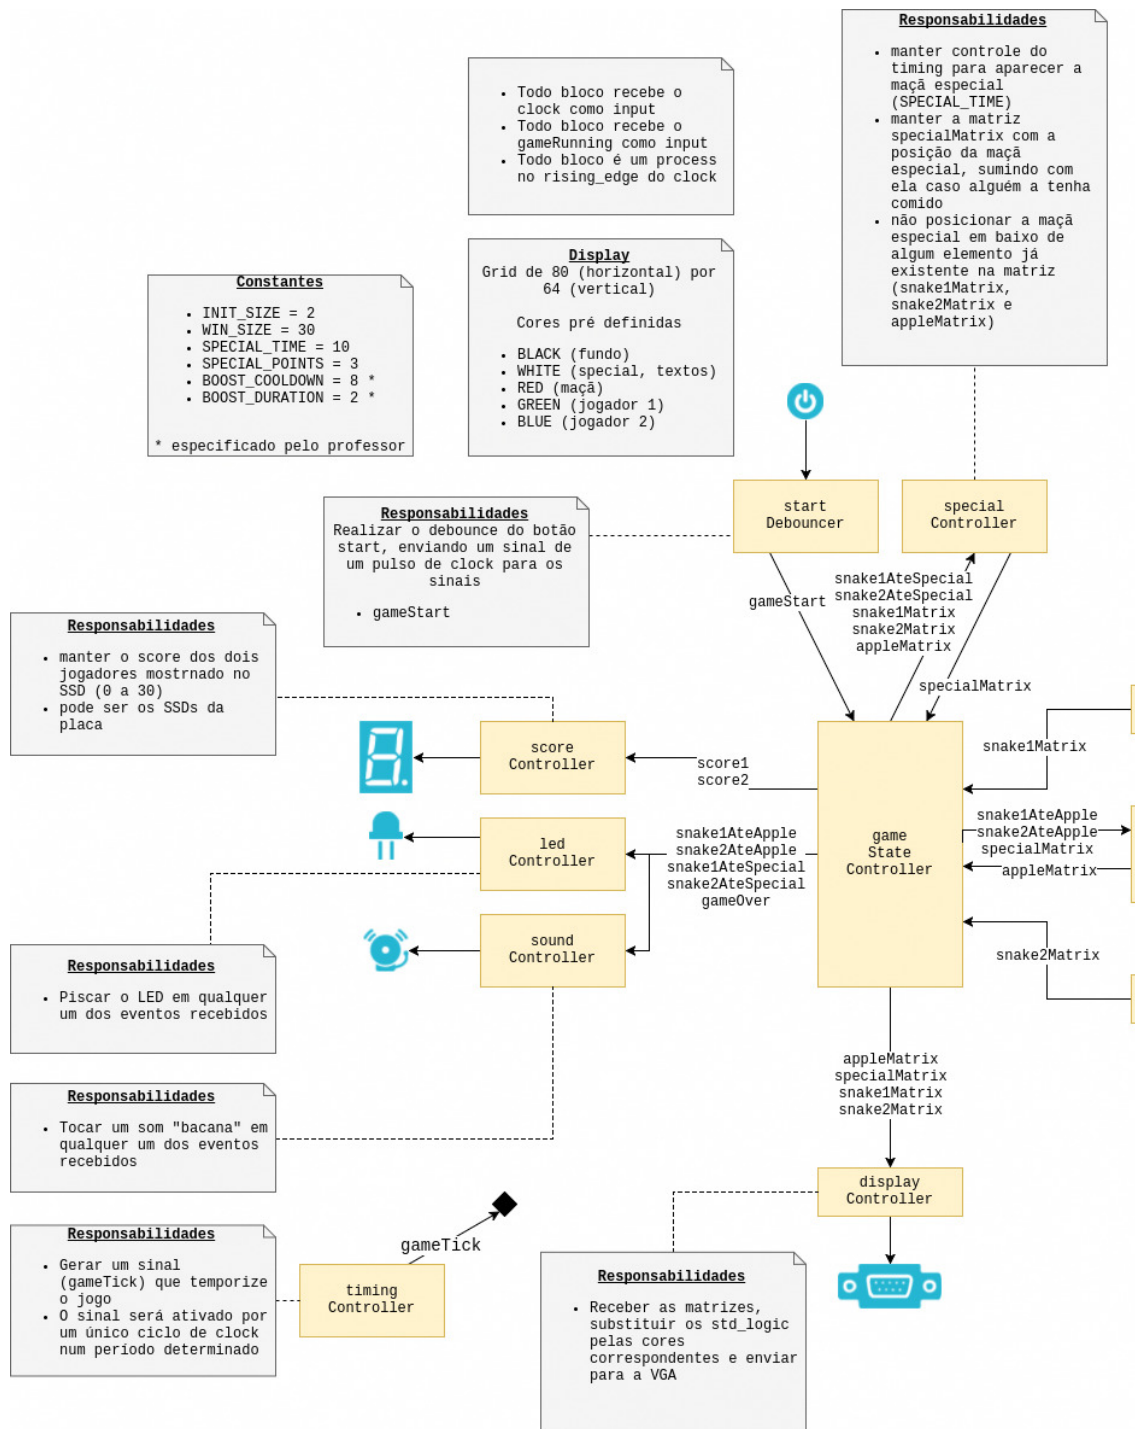 Responsabilidades
• manter controle do
timing para aparecer a
maçã especial
(SPECIAL_TIME)
• manter a matriz
specialMatrix com a
posição da maçã
especial, sumindo com
ela caso alguém a tenha
comido
• não posicionar a maçã
especial em baixo de
algum elemento já
existente na matriz
(snake1Matrix,
snake2Matrix e
appleMatrix)
• Todo bloco recebe o
clock como input
• Todo bloco recebe o
gameRunning como input
• Todo bloco é um process
no rising_edge do clock
Display
Grid de 80 (horizontal) por
64 (vertical)
Cores pré definidas
• BLACK (fundo)
• WHITE (special, textos)
• RED (maçã)
• GREEN (jogador 1)
• BLUE (jogador 2)
Constantes
• INIT_SIZE = 2
• WIN_SIZE = 30
• SPECIAL_TIME = 10
• SPECIAL_POINTS = 3
• BOOST_COOLDOWN = 8 *
• BOOST_DURATION = 2 *
* especificado pelo professor
start
Debouncer
special
Controller
Responsabilidades
Realizar o debounce do botão
start, enviando um sinal de
um pulso de clock para os
sinais
• gameStart
gameStart
snake1AteSpecial
snake2AteSpecial
snake1Matrix
snake2Matrix
appleMatrix
specialMatrix
Responsabilidades
• manter o score dos dois
jogadores mostrnado no
SSD (0 a 30)
• pode ser os SSDs da
placa
score
Controller
score1
score2
led
Controller
snake1AteApple
snake2AteApple
snake1AteSpecial
snake2AteSpecial
gameOver
sound
Controller
game
State
Controller
snake1Matrix
snake1AteApple
snake2AteApple
specialMatrix
appleMatrix
snake2Matrix
Responsabilidades
• Piscar o LED em qualquer
um dos eventos recebidos
Responsabilidades
• Tocar um som "bacana" em
qualquer um dos eventos
recebidos
appleMatrix
specialMatrix
snake1Matrix
snake2Matrix
display
Controller
Responsabilidades
• Gerar um sinal
(gameTick) que temporize
o jogo
• O sinal será ativado por
um único ciclo de clock
num período determinado
gameTick
timing
Controller
Responsabilidades
• Receber as matrizes,
substituir os std_logic
pelas cores
correspondentes e enviar
para a VGA